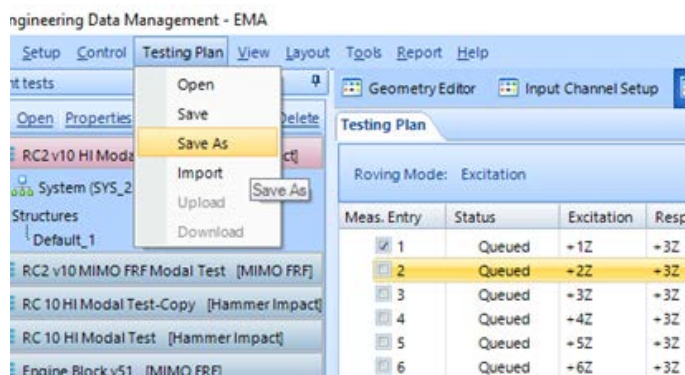 ngineering Data Management - EMA
Setup Control Testing Plan View Layout Tools Report Help
nt tests
Geometry Editor Input Channel Setup
Open Properties Delete
Open
Save
Save As
Import
Upload
Download
Save As
Testing Plan
RC2 v10 HI Moda ct]
System (SYS_2
Structures
Default_1
RC2 v10 MIMO FRF Modal Test [MIMO FRF]
RC 10 HI Modal Test-Copy [Hammer Impact]
RC 10 HI Modal Test [Hammer Impact]
Engine Block v51 [MIMO FRF]
Roving Mode: Excitation
Meas. Entry Status Excitation Resp
1 Queued +1Z +3Z
2 Queued +2Z +3Z
3 Queued +3Z +3Z
4 Queued +4Z +3Z
5 Queued +5Z +3Z
6 Queued +6Z +3Z